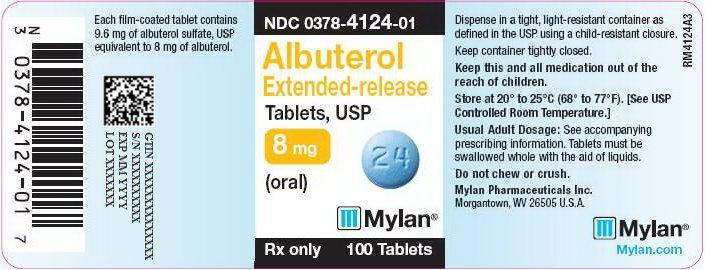 Each film-coated tablet contains
9.6 mg of albuterol sulfate, USP
equivalent to 8 mg of albuterol.
N
3 0378-4124-01 7
GTIN XXXXXXXXXXXXXX
S/N XXXXXXXXXX
EXP MM YYYY
LOT XXXXXX
NDC 0378-4124-01
Albuterol
Extended-release
Tablets, USP
8 mg
24
(oral)
Mylan®
Rx only 100 Tablets
Dispense in a tight, light-resistant container as
defined in the USP using a child-resistant closure.
Keep container tightly closed.
Keep this and all medication out of the
reach of children.
Store at 20° to 25°C (68° to 77°F). [See USP
Controlled Room Temperature.]
Usual Adult Dosage: See accompanying
prescribing information. Tablets must be
swallowed whole with the aid of liquids.
Do not chew or crush.
Mylan Pharmaceuticals Inc.
Morgantown, WV 26505 U.S.A.
Mylan®
Mylan.com
RM4124A3